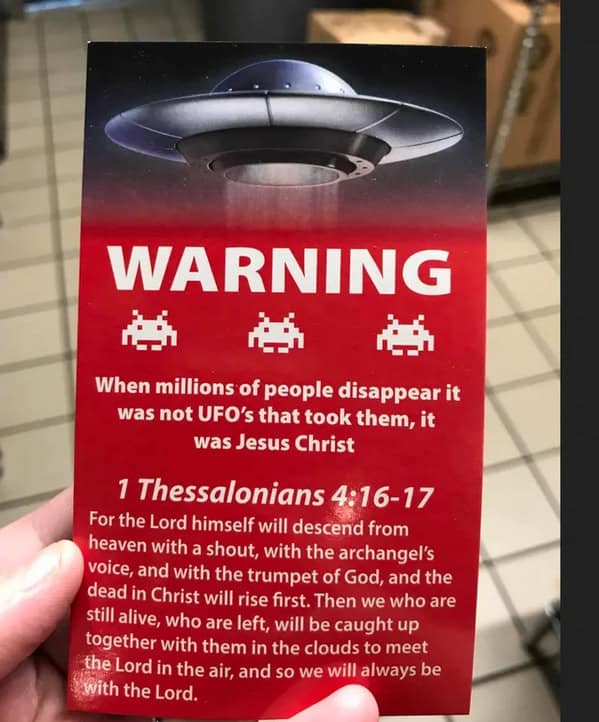 WARNING
When millions of people disappear it
was not UFO's that took them, it
was Jesus Christ
1 Thessalonians 4:16-17
For the Lord himself will descend from
heaven with a shout, with the archangel's
voice, and with the trumpet of God, and the
dead in Christ will rise first. Then we who are
still alive, who are left, will be caught up
together with them in the clouds to meet
the Lord in the air, and so we will always be
with the Lord.